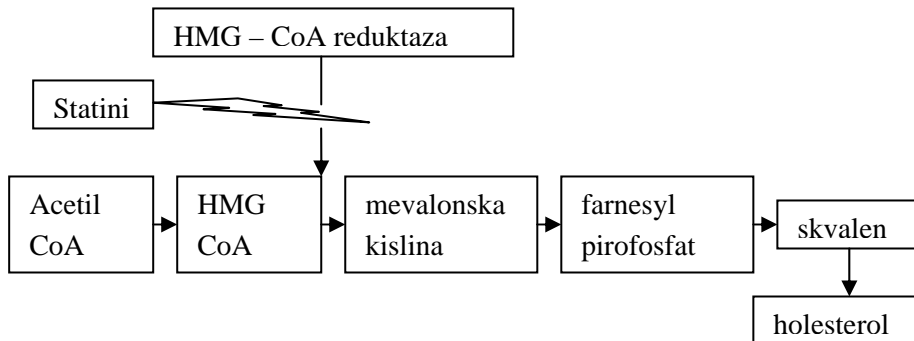 HMG – CoA reduktaza
Statini
Acetil
CoA
HMG
CoA
mevalonska
kislina
farnesyl
pirofosfat
skvalen
holesterol